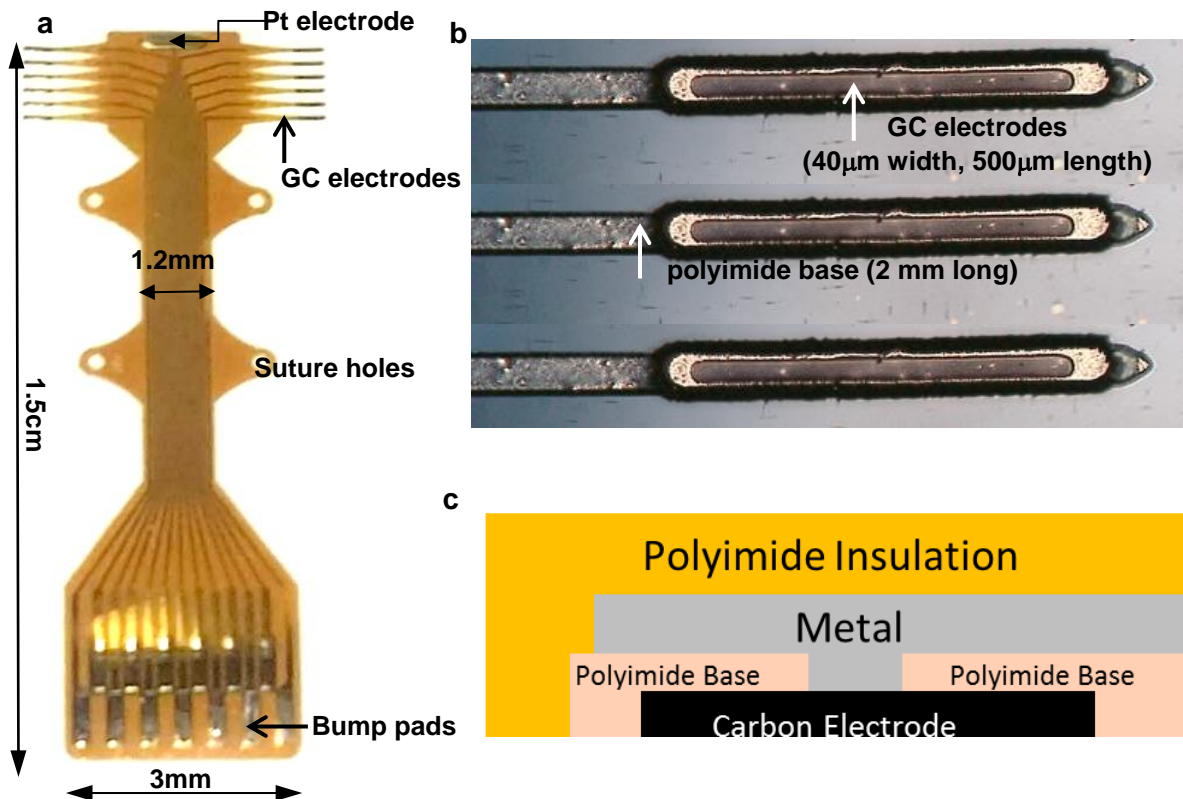 a
Pt electrode
GC electrodes
1.2mm
Suture holes
1.5cm
Bump pads
3mm
b
GC electrodes
(40μm width, 500μm length)
polyimide base (2 mm long)
c
Polyimide Insulation
Metal
Polyimide Base
Polyimide Base
Carbon Electrode